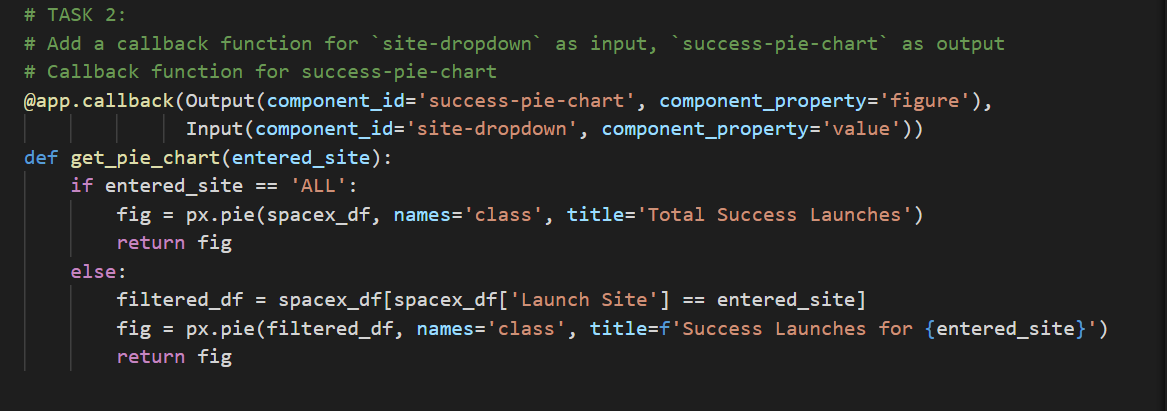 # TASK 2:
# Add a callback function for `site-dropdown` as input, `success-pie-chart` as output
# Callback function for success-pie-chart
@app.callback(Output(component_id='success-pie-chart', component_property='figure'),
              Input(component_id='site-dropdown', component_property='value'))
def get_pie_chart(entered_site):
    if entered_site == 'ALL':
        fig = px.pie(spacex_df, names='class', title='Total Success Launches')
        return fig
    else:
        filtered_df = spacex_df[spacex_df['Launch Site'] == entered_site]
        fig = px.pie(filtered_df, names='class', title=f'Success Launches for {entered_site}')
        return fig